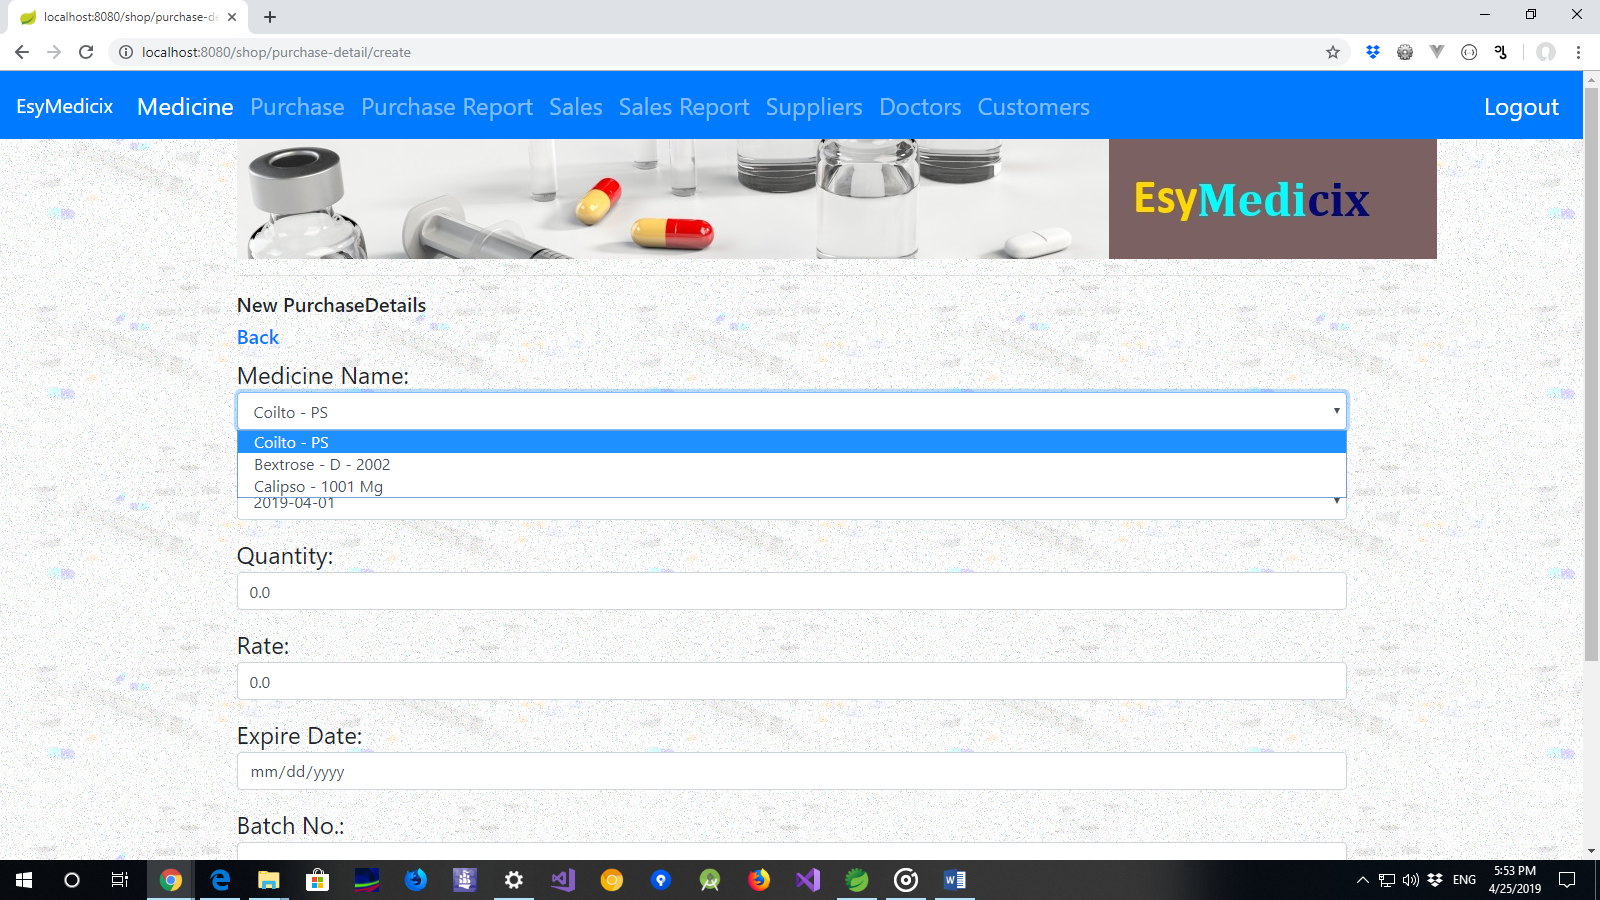 localhost:8080/shop/purchase-de
localhost:8080/shop/purchase-detail/create
EsyMedicix Medicine Purchase Purchase Report Sales Sales Report Suppliers Doctors Customers Logout
EsyMedicix
New PurchaseDetails
Back
Medicine Name:
Coilto - PS
Coilto - PS
Bextrose - D - 2002
Calipso - 1001 Mg
2019-04-01
Quantity:
0.0
Rate:
0.0
Expire Date:
mm/dd/yyyy
Batch No.:
ENG
5:53 PM
4/25/2019